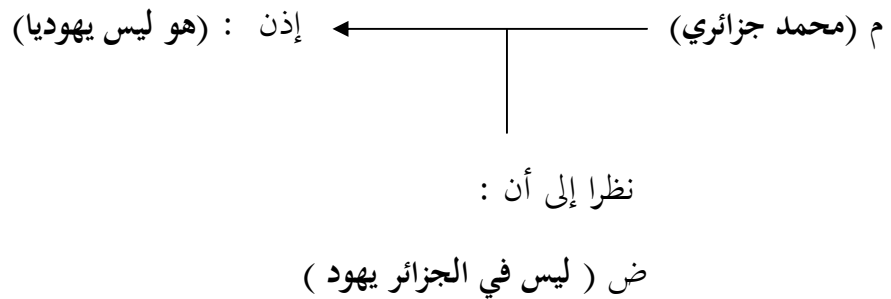 م (محمد جزائري) إذن : (هو ليس يهوديا)
نظرا إلى أن :
ض ( ليس في الجزائر يهود )